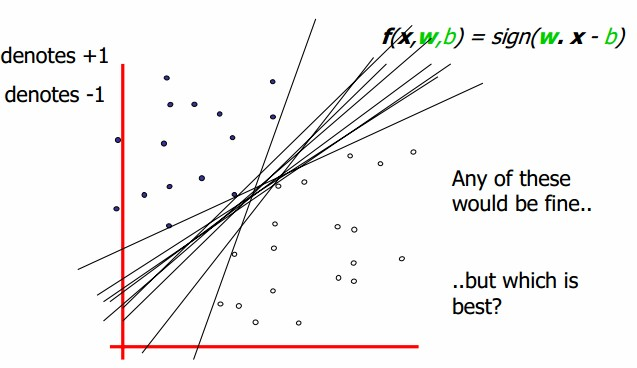 f(x,w,b) = sign(w. x - b)
denotes +1
denotes -1
Any of these
would be fine..
..but which is
best?